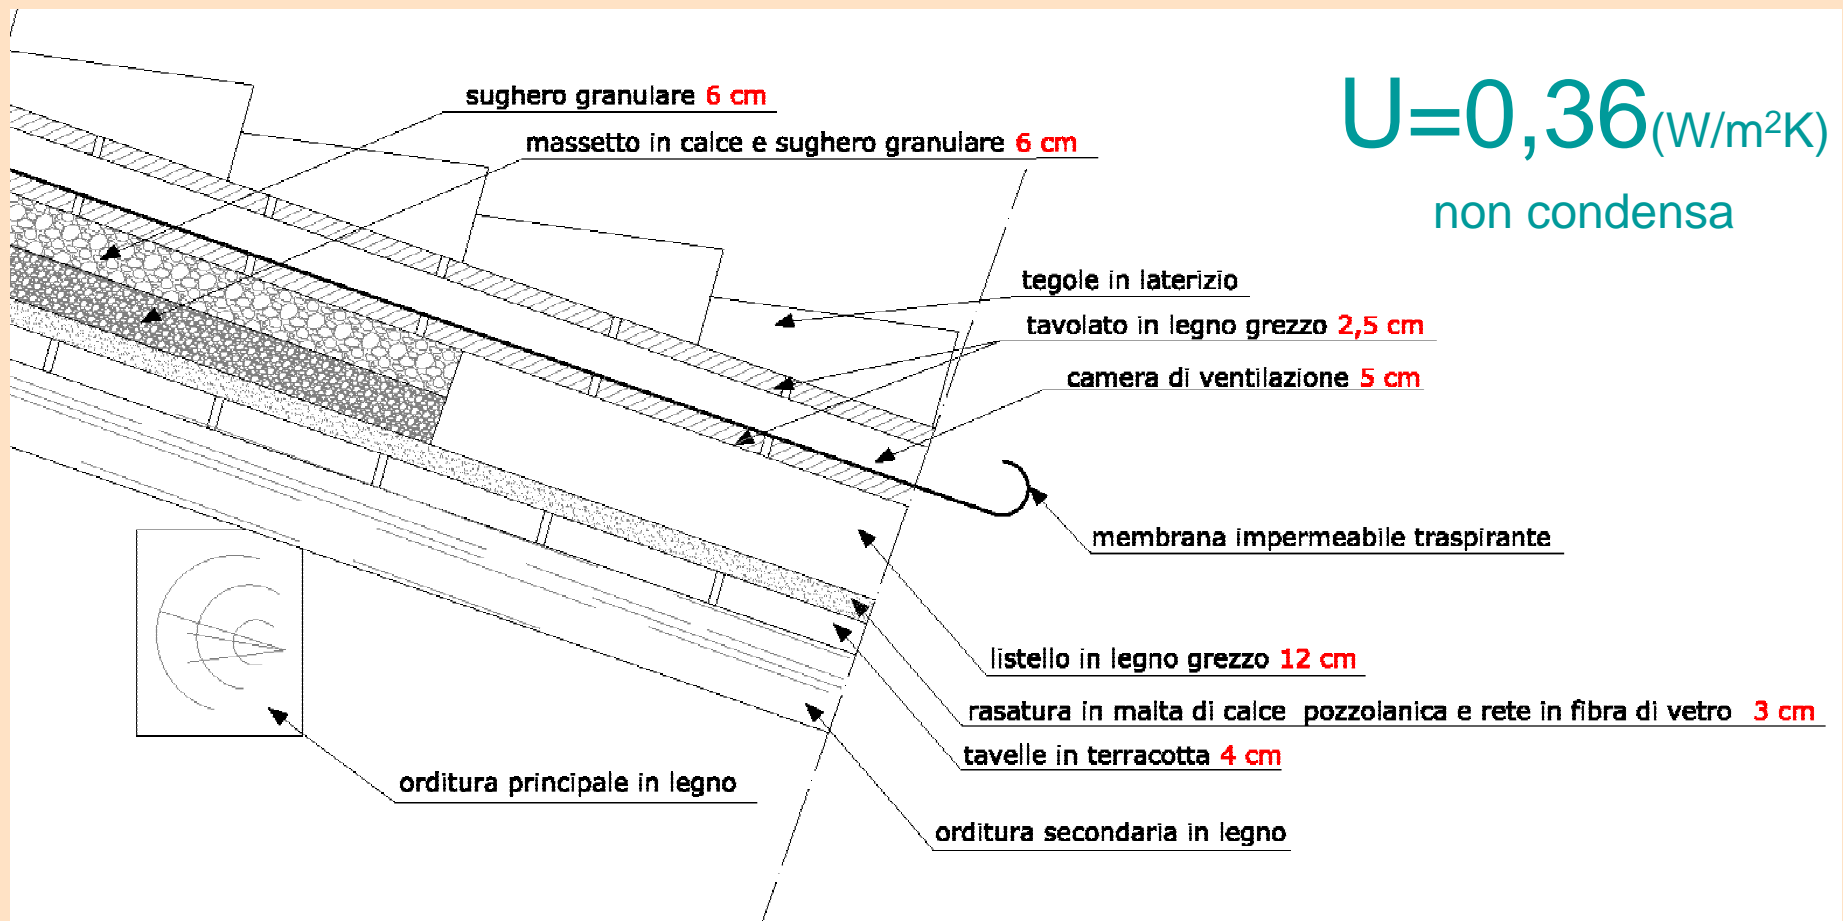 sughero granulare 6 cm
massetto in calce e sughero granulare 6 cm
U=0,36(W/m²K)
non condensa
tegole in laterizio
tavolato in legno grezzo 2,5 cm
camera di ventilazione 5 cm
membrana impermeabile traspirante
listello in legno grezzo 12 cm
rasatura in malta di calce pozzolanica e rete in fibra di vetro 3 cm
tavelle in terracotta 4 cm
orditura principale in legno
orditura secondaria in legno